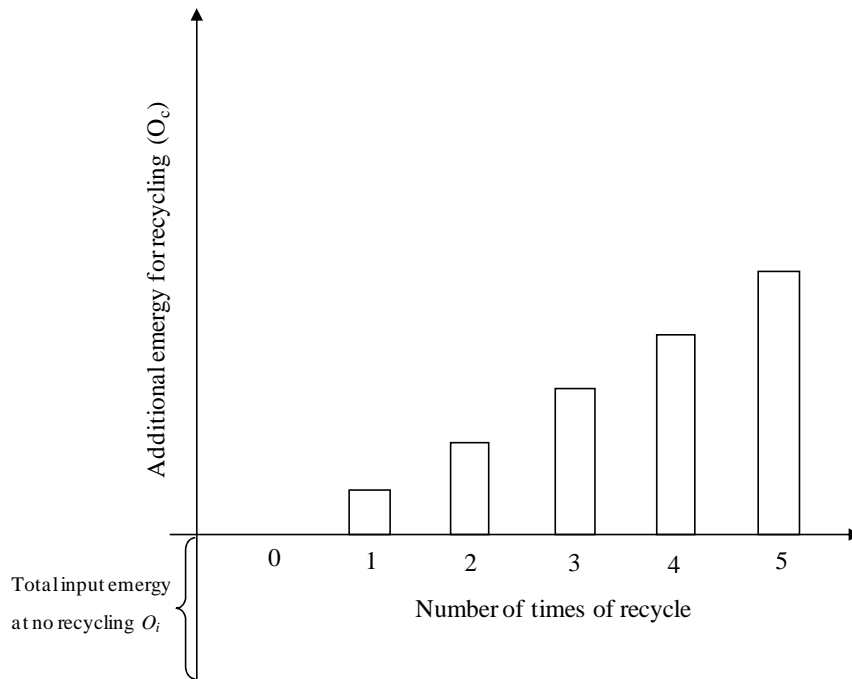 Additional emergy for recycling (Oc)
0 1 2 3 4 5
Total input emergy
at no recycling Oi
Number of times of recycle